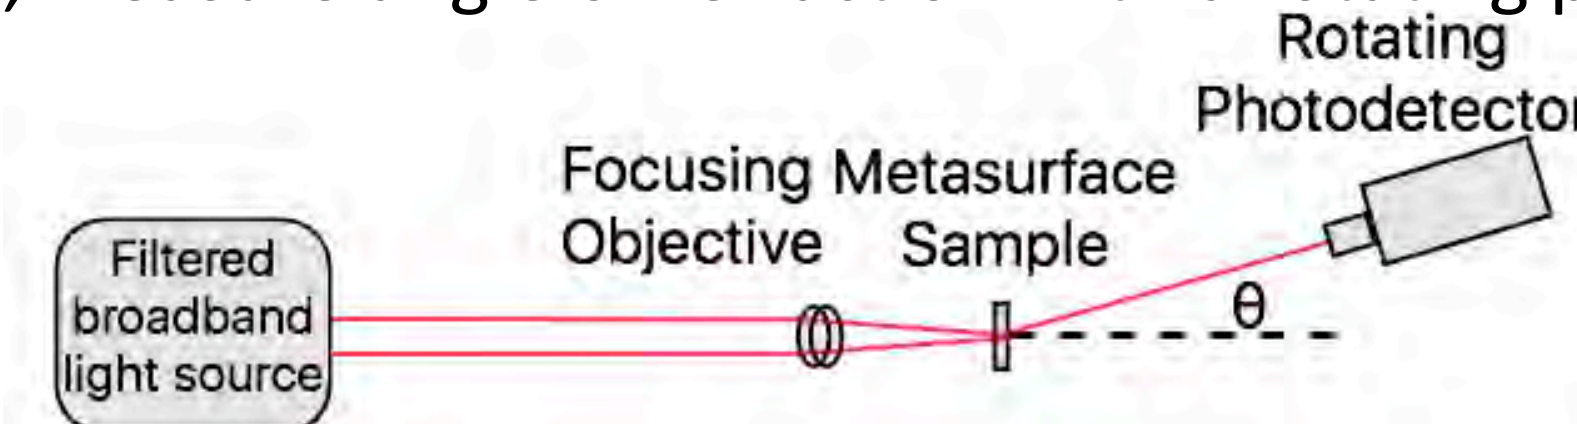 Rotating
Photodetector
Focusing Metasurface
Objective Sample
Filtered
broadband
light source
θ